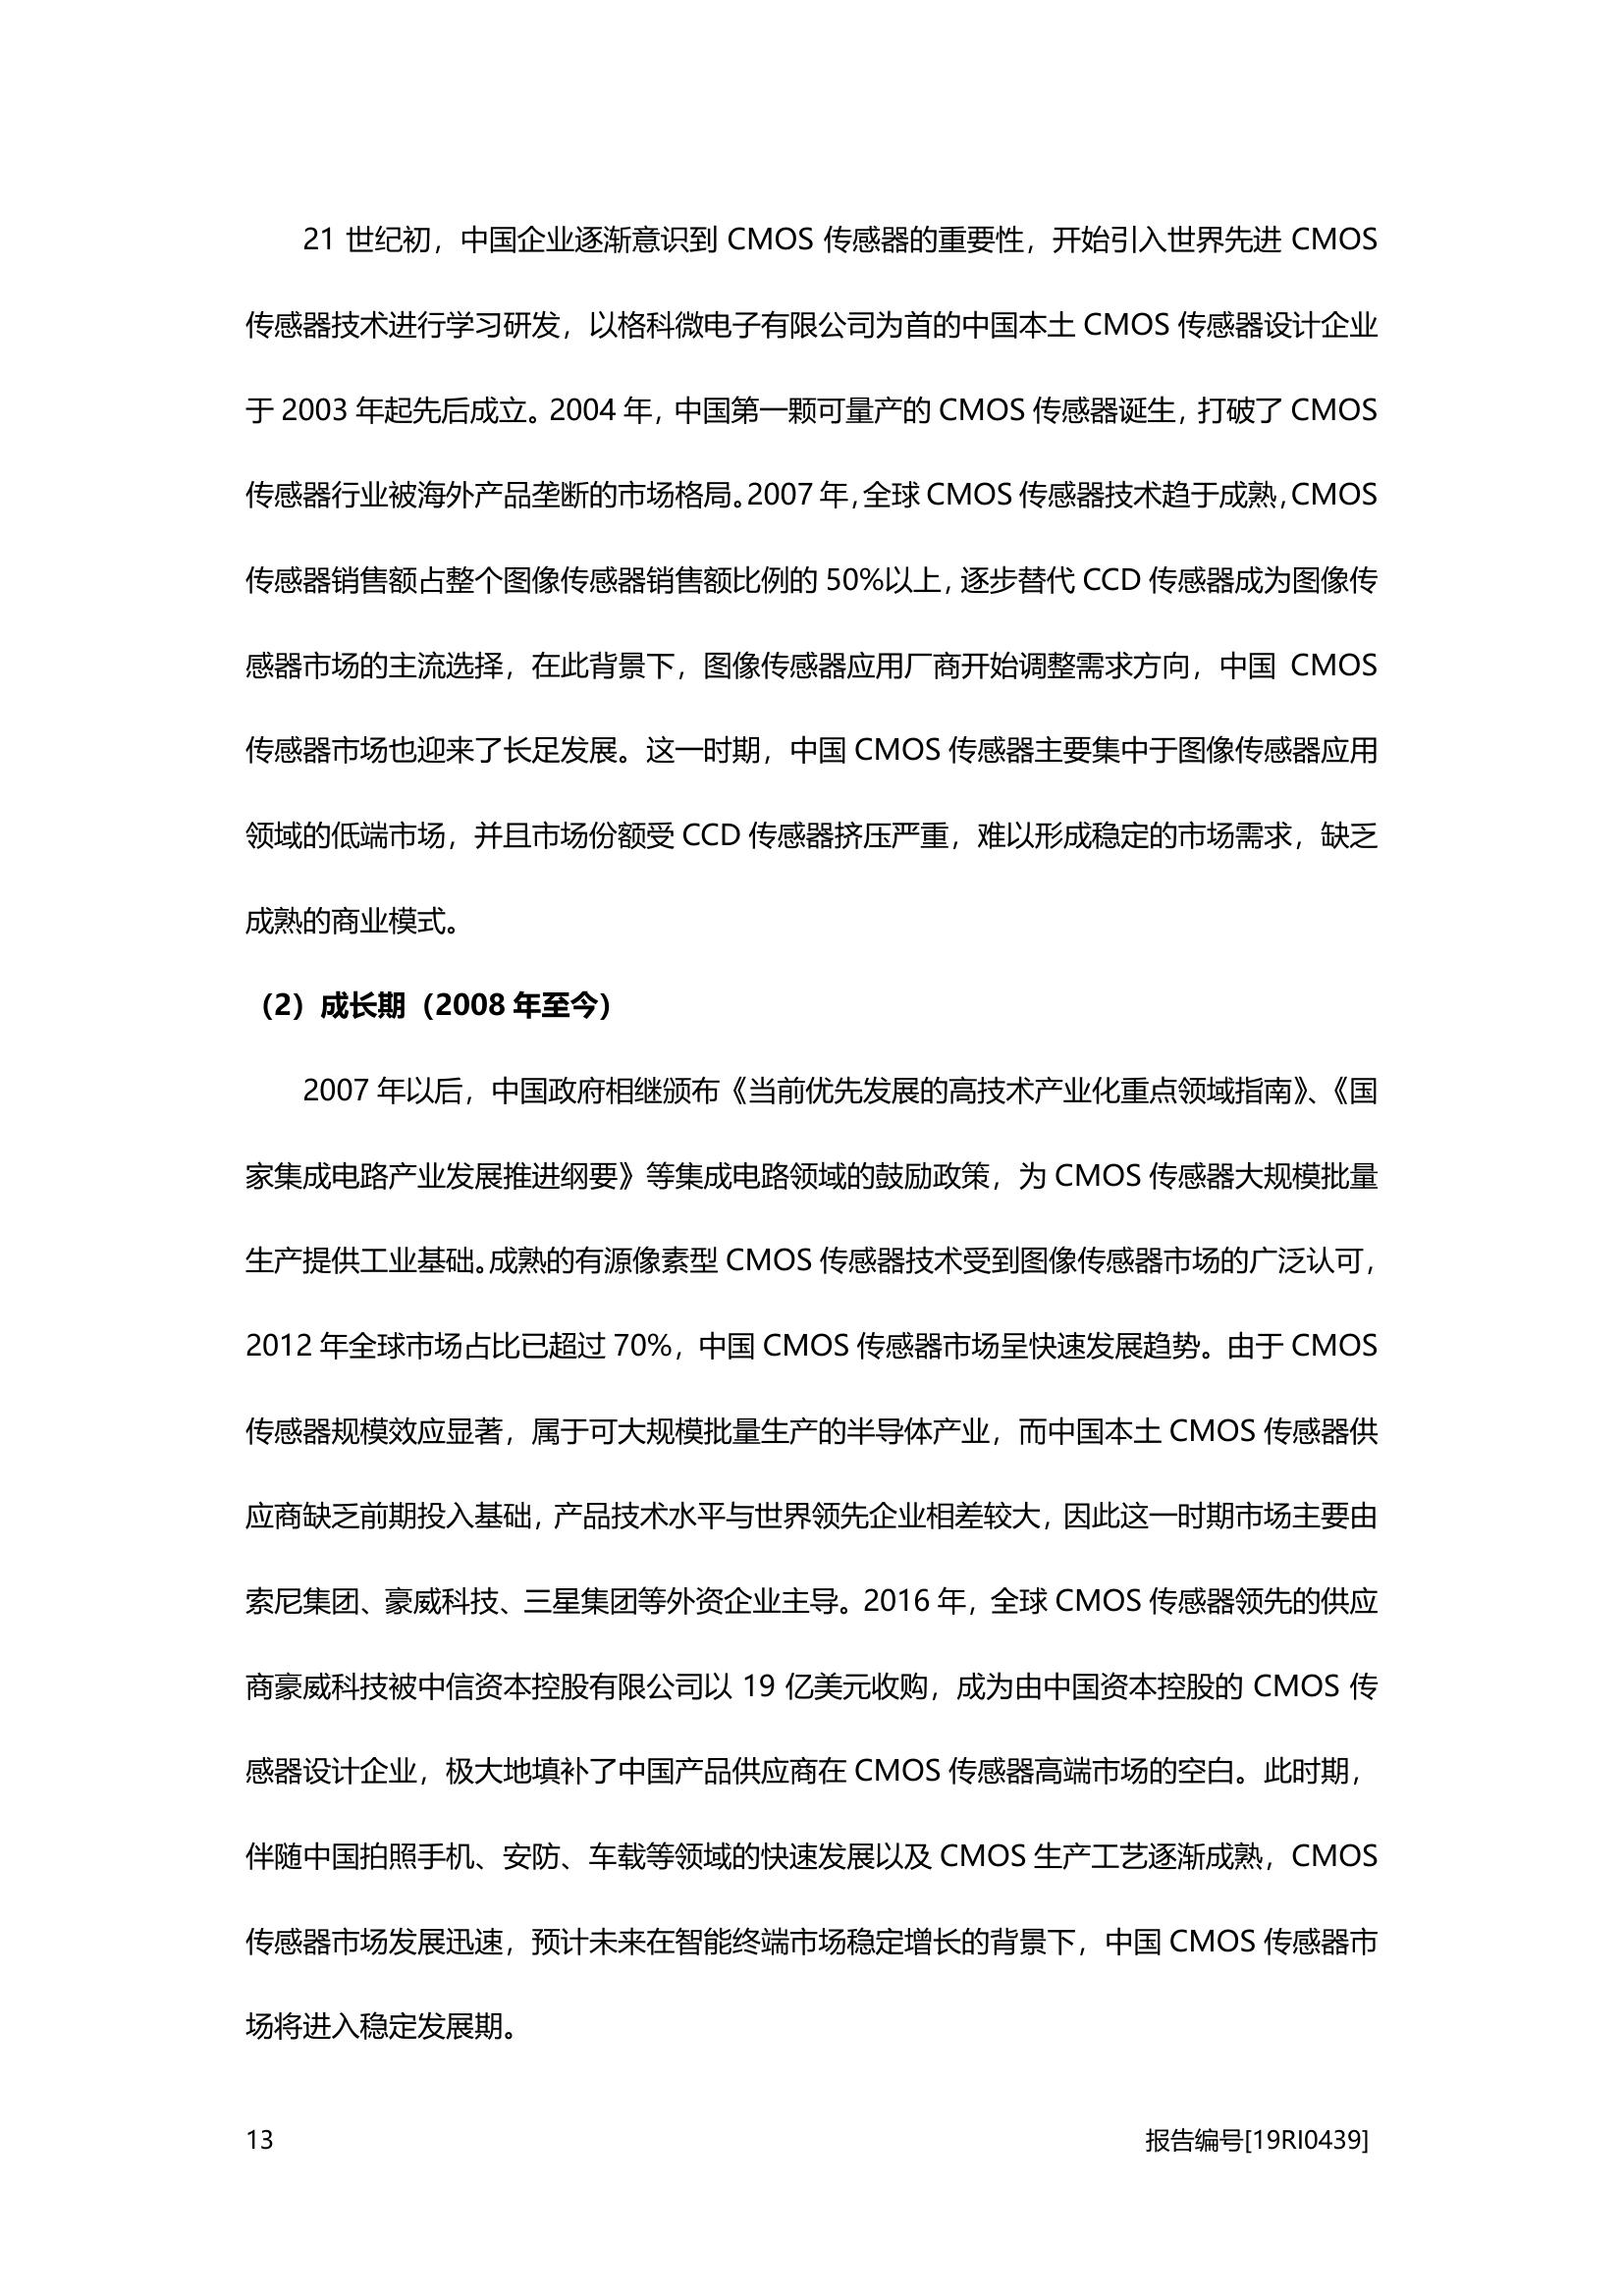 21 世纪初，中国企业逐渐意识到 CMOS 传感器的重要性，开始引入世界先进 CMOS
传感器技术进行学习研发，以格科微电子有限公司为首的中国本土 CMOS 传感器设计企业
于 2003 年起先后成立。2004 年，中国第一颗可量产的 CMOS 传感器诞生，打破了 CMOS
传感器行业被海外产品垄断的市场格局。2007 年，全球 CMOS 传感器技术趋于成熟，CMOS
传感器销售额占整个图像传感器销售额比例的 50%以上，逐步替代 CCD 传感器成为图像传
感器市场的主流选择，在此背景下，图像传感器应用厂商开始调整需求方向，中国 CMOS
传感器市场也迎来了长足发展。这一时期，中国 CMOS 传感器主要集中于图像传感器应用
领域的低端市场，并且市场份额受 CCD 传感器挤压严重，难以形成稳定的市场需求，缺乏
成熟的商业模式。
（2）成长期（2008 年至今）
2007 年以后，中国政府相继颁布《当前优先发展的高技术产业化重点领域指南》、《国
家集成电路产业发展推进纲要》等集成电路领域的鼓励政策，为 CMOS 传感器大规模批量
生产提供工业基础。成熟的有源像素型 CMOS 传感器技术受到图像传感器市场的广泛认可，
2012 年全球市场占比已超过 70%，中国 CMOS 传感器市场呈快速发展趋势。由于 CMOS
传感器规模效应显著，属于可大规模批量生产的半导体产业，而中国本土 CMOS 传感器供
应商缺乏前期投入基础，产品技术水平与世界领先企业相差较大，因此这一时期市场主要由
索尼集团、豪威科技、三星集团等外资企业主导。2016 年，全球 CMOS 传感器领先的供应
商豪威科技被中信资本控股有限公司以 19 亿美元收购，成为由中国资本控股的 CMOS 传
感器设计企业，极大地填补了中国产品供应商在 CMOS 传感器高端市场的空白。此时期，
伴随中国拍照手机、安防、车载等领域的快速发展以及 CMOS 生产工艺逐渐成熟，CMOS
传感器市场发展迅速，预计未来在智能终端市场稳定增长的背景下，中国 CMOS 传感器市
场将进入稳定发展期。
13 报告编号[19RI0439]